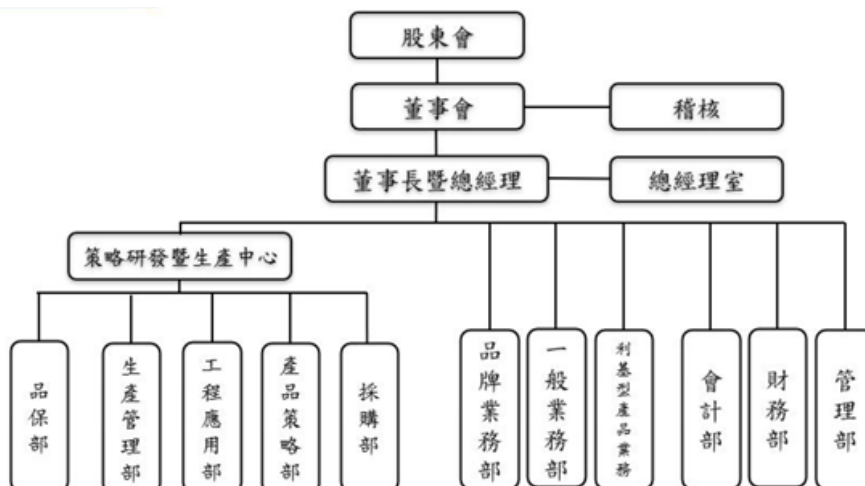 股東會
董事會
稽核
董事長暨總經理
總經理室
策略研發暨生產中心
品保部
生產管理部
工程應用部
產品策略部
採購部
品牌業務部
一般業務部
利基型產品業務
會計部
財務部
管理部